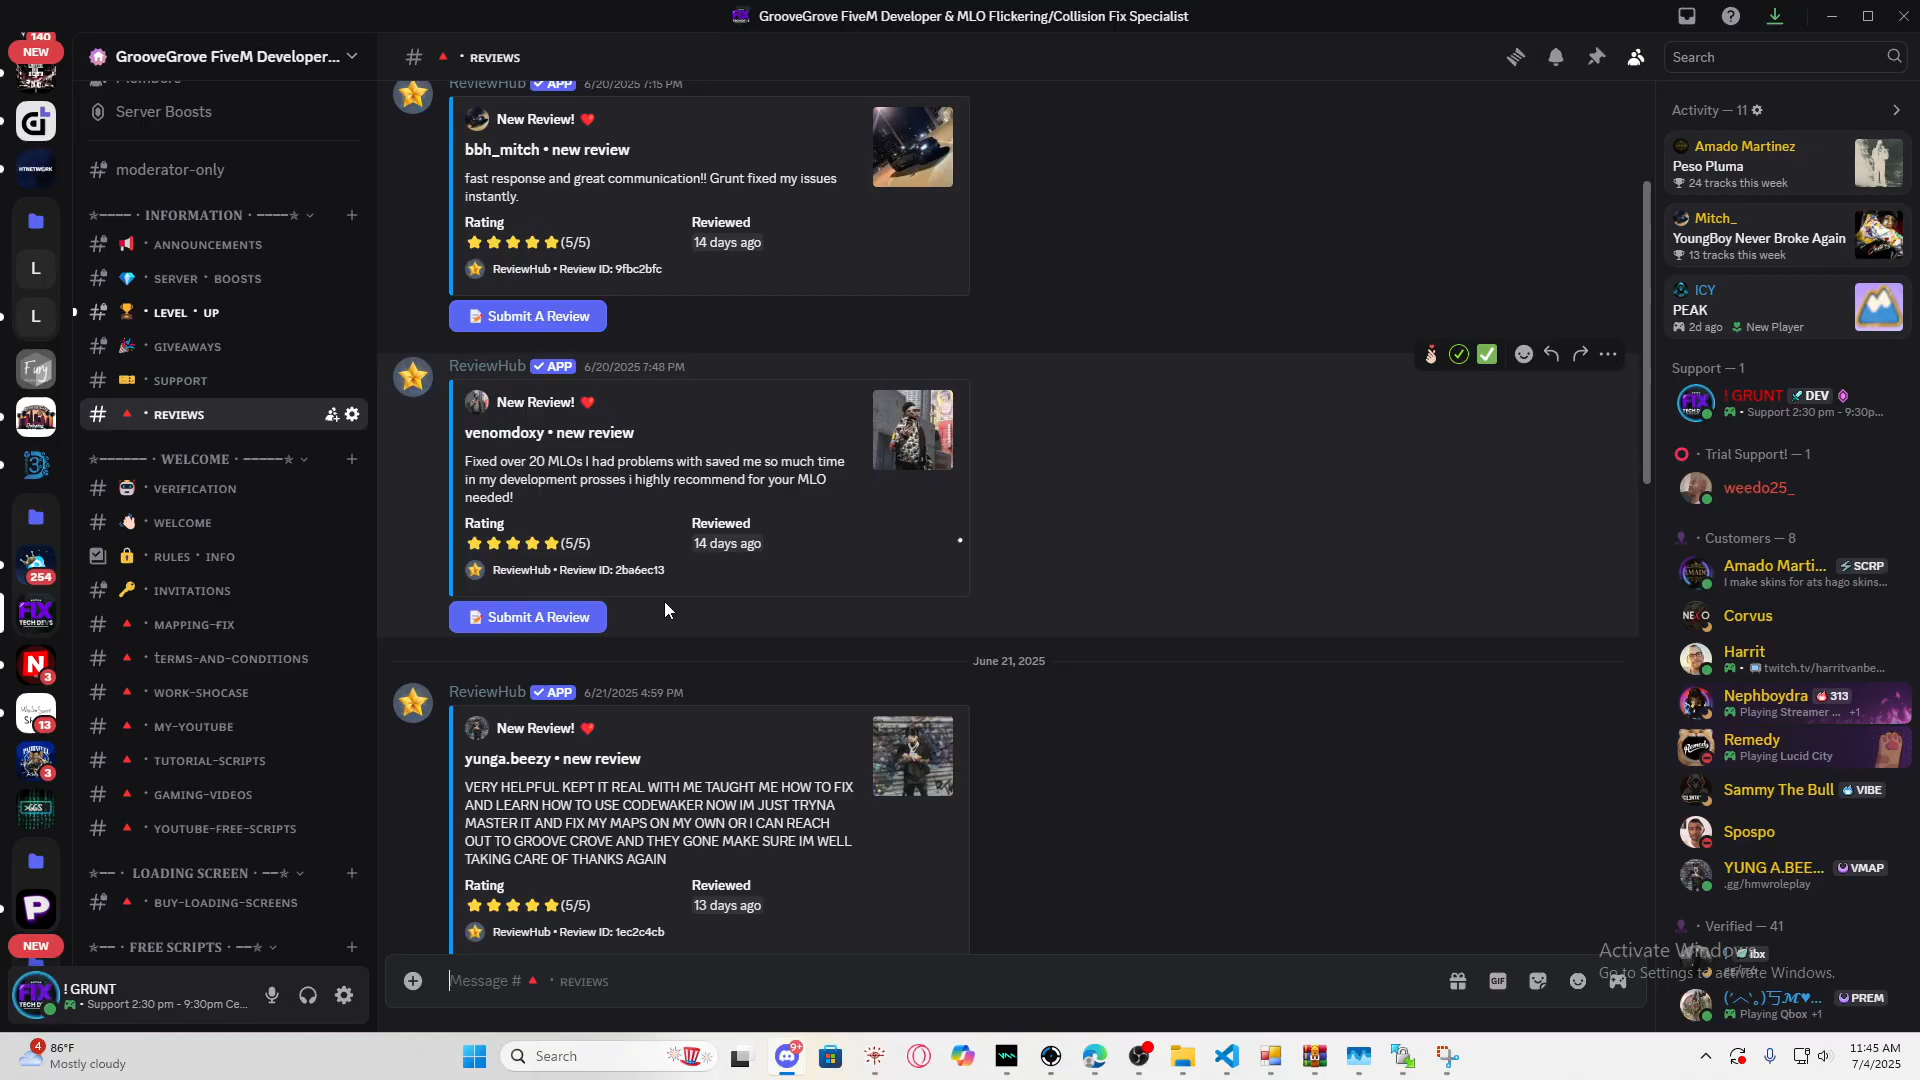 GrooveGrove FiveM Developer & MLO Flickering/Collision Fix Specialist
140
NEW
GrooveGrove FiveM Developer...
Members
Server Boosts
moderator-only
INFORMATION
ANNOUNCEMENTS
SERVER • BOOSTS
LEVEL • UP
GIVEAWAYS
SUPPORT
REVIEWS
WELCOME
VERIFICATION
WELCOME
RULES • INFO
INVITATIONS
MAPPING-FIX
TERMS-AND-CONDITIONS
WORK-SHOCASE
MY-YOUTUBE
TUTORIAL-SCRIPTS
GAMING-VIDEOS
YOUTUBE-FREE-SCRIPTS
LOADING SCREEN
BUY-LOADING-SCREENS
FREE SCRIPTS
L
L
254
3
13
3
NEW
! GRUNT
• Support 2:30 pm - 9:30pm Ce...
• REVIEWS
Search
ReviewHub ✓ APP 6/20/2025 7:15 PM
New Review!
bbh_mitch • new review
fast response and great communication!! Grunt fixed my issues
instantly.
Rating Reviewed
(5/5) 14 days ago
ReviewHub • Review ID: 9fbc2bfc
Submit A Review
ReviewHub ✓ APP 6/20/2025 7:48 PM
New Review!
venomdoxy • new review
Fixed over 20 MLOs I had problems with saved me so much time
in my development prosses i highly recommend for your MLO
needed!
Rating Reviewed
(5/5) 14 days ago
ReviewHub • Review ID: 2ba6ec13
Submit A Review
June 21, 2025
ReviewHub ✓ APP 6/21/2025 4:59 PM
New Review!
yunga.beezy • new review
VERY HELPFUL KEPT IT REAL WITH ME TAUGHT ME HOW TO FIX
AND LEARN HOW TO USE CODEWAKER NOW IM JUST TRYNA
MASTER IT AND FIX MY MAPS ON MY OWN OR I CAN REACH
OUT TO GROOVE CROVE AND THEY GONE MAKE SURE IM WELL
TAKING CARE OF THANKS AGAIN
Rating Reviewed
(5/5) 13 days ago
ReviewHub • Review ID: 1ec2c4cb
Message # • REVIEWS
GIF
Activity — 11
Amado Martinez
Peso Pluma
24 tracks this week
Mitch_
YoungBoy Never Broke Again
13 tracks this week
ICY
PEAK
2d ago New Player
Support — 1
! GRUNT DEV
• Support 2:30 pm - 9:30p...
• Trial Support! — 1
weedo25_
• Customers — 8
Amado Marti... SCRP
I make skins for ats hago skins...
Corvus
Harrit
• twitch.tv/harritvanbe...
Nephboydra 313
Playing Streamer ... +1
Remedy
Playing Lucid City
Sammy The Bull VIBE
Spospo
YUNG A.BEE... VMAP
.gg/hmwroleplay
• Verified — 41
Activate Windows
Go to Settings to activate Windows.
PREM
Playing Qbox +1
4
86°F
Mostly cloudy
Search
9+
11:45 AM
7/4/2025